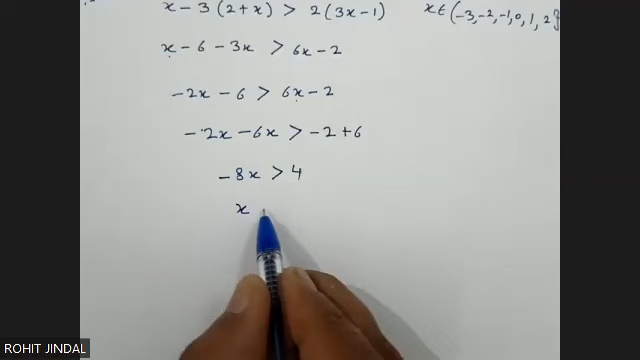 x - 3 (2 + x) > 2 (3x - 1)
x ∈ {-3, -2, -1, 0, 1, 2}
x - 6 - 3x > 6x - 2
-2x - 6 > 6x - 2
-2x - 6x > -2 + 6
-8x > 4
x
ROHIT JINDAL